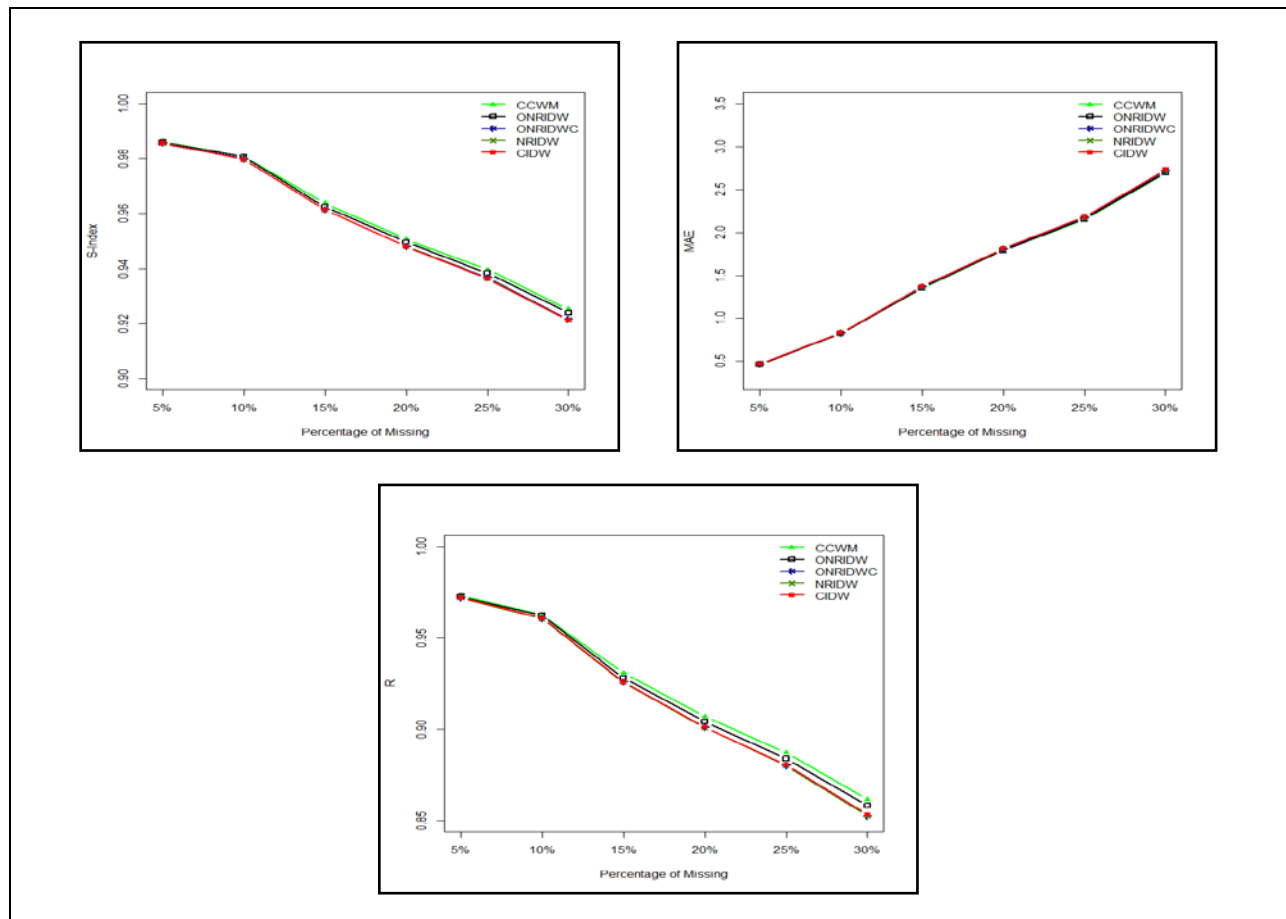 S-Index
1.00
0.98
0.96
0.94
0.92
0.90
CCWM
ONRIDW
ONRIDWC
NRIDW
CIDW
5% 10% 15% 20% 25% 30%
Percentage of Missing
MAE
3.5
3.0
2.5
2.0
1.5
1.0
0.5
CCWM
ONRIDW
ONRIDWC
NRIDW
CIDW
5% 10% 15% 20% 25% 30%
Percentage of Missing
R
1.00
0.95
0.90
0.85
CCWM
ONRIDW
ONRIDWC
NRIDW
CIDW
5% 10% 15% 20% 25% 30%
Percentage of Missing